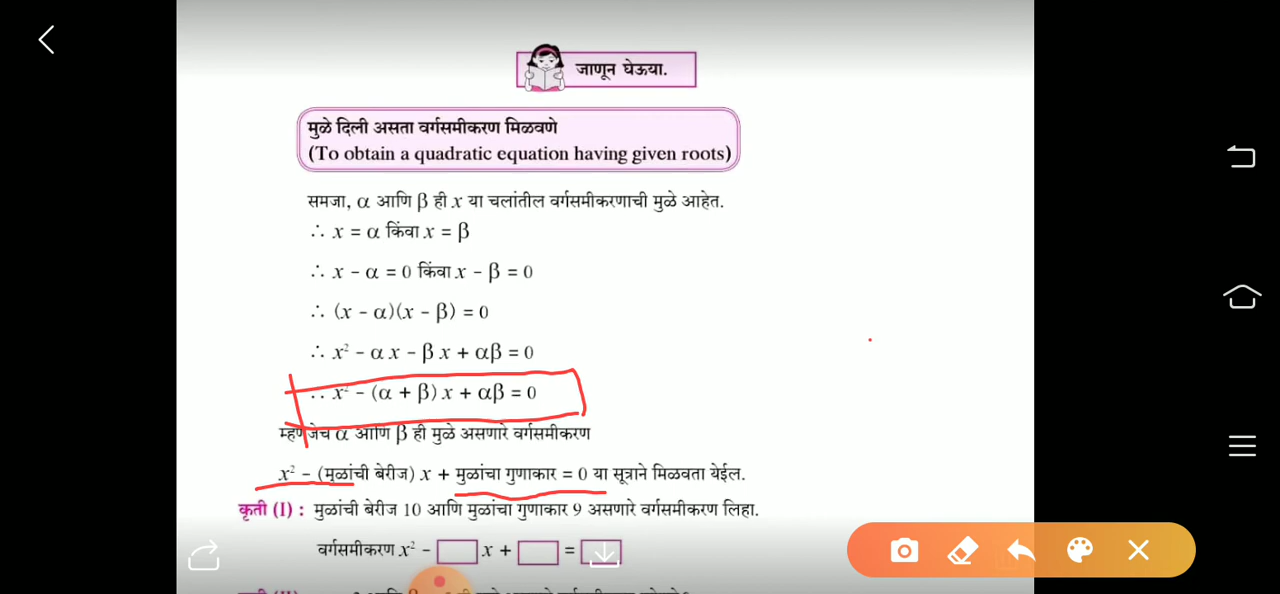 जाणून घेऊया.
मुळे दिली असता वर्गसमीकरण मिळवणे
(To obtain a quadratic equation having given roots)
समजा, α आणि β ही x या चलांतील वर्गसमीकरणाची मुळे आहेत.
∴ x = α किंवा x = β
∴ x - α = 0 किंवा x - β = 0
∴ (x - α)(x - β) = 0
∴ x² - α x - β x + αβ = 0
∴ x² - (α + β) x + αβ = 0
म्हणजेच α आणि β ही मुळे असणारे वर्गसमीकरण
x² - (मुळांची बेरीज) x + मुळांचा गुणाकार = 0 या सूत्राने मिळवता येईल.
कृती (I) : मुळांची बेरीज 10 आणि मुळांचा गुणाकार 9 असणारे वर्गसमीकरण लिहा.
वर्गसमीकरण x² - x + =